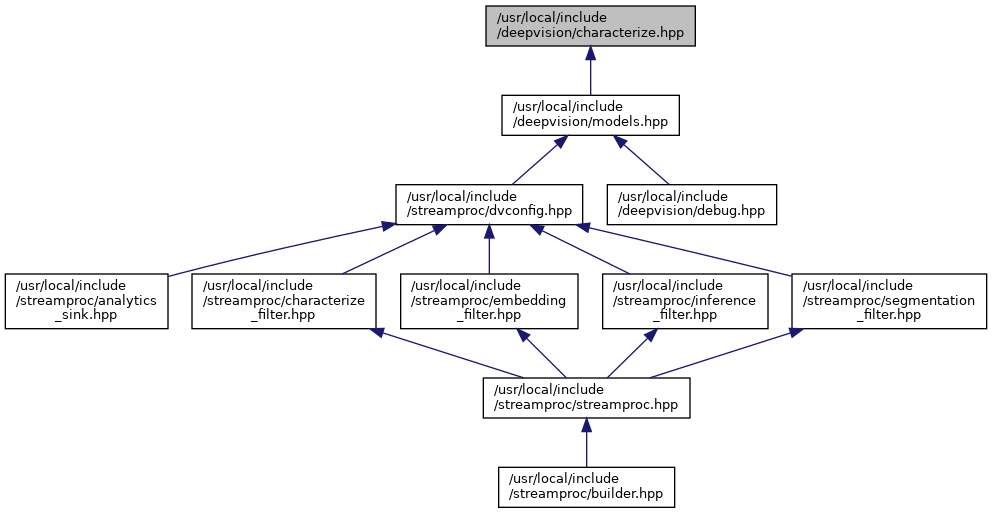 /usr/local/include
/deepvision/characterize.hpp
/usr/local/include
/deepvision/models.hpp
/usr/local/include
/streamproc/dvconfig.hpp
/usr/local/include
/deepvision/debug.hpp
/usr/local/include
/streamproc/analytics
_sink.hpp
/usr/local/include
/streamproc/characterize
_filter.hpp
/usr/local/include
/streamproc/embedding
_filter.hpp
/usr/local/include
/streamproc/inference
_filter.hpp
/usr/local/include
/streamproc/segmentation
_filter.hpp
/usr/local/include
/streamproc/streamproc.hpp
/usr/local/include
/streamproc/builder.hpp